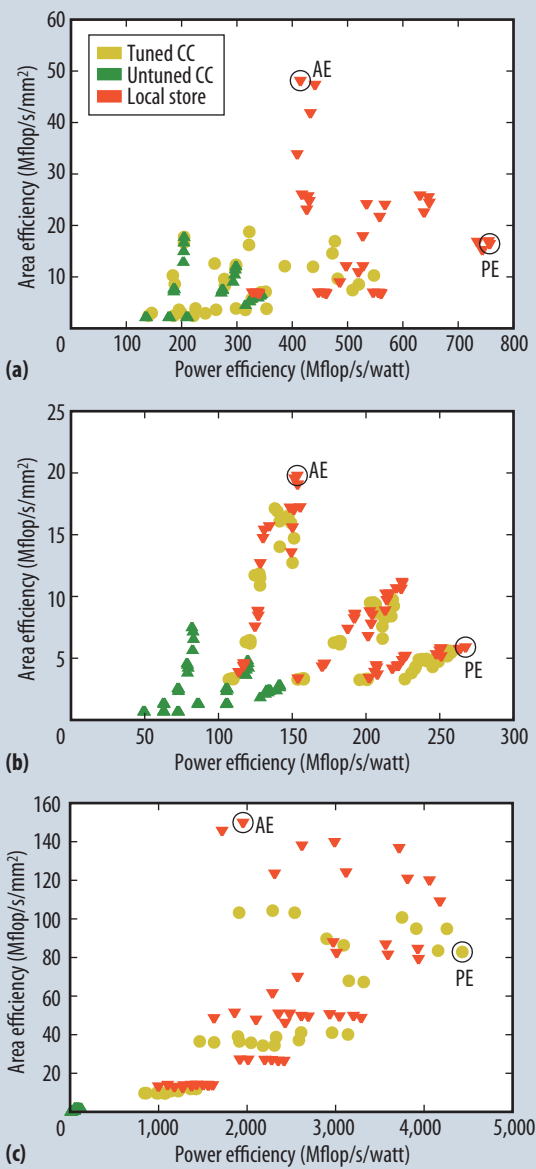 60
50
40
30
20
10
0
Area efficiency (Mflop/s/mm²)
Tuned CC
Untuned CC
Local store
AE
PE
100 200 300 400 500 600 700 800
Power efficiency (Mflop/s/watt)
(a)
25
20
15
10
5
0
Area efficiency (Mflop/s/mm²)
AE
PE
50 100 150 200 250 300
Power efficiency (Mflop/s/watt)
(b)
160
140
120
100
80
60
40
20
0
Area efficiency (Mflop/s/mm²)
AE
PE
1,000 2,000 3,000 4,000 5,000
Power efficiency (Mflop/s/watt)
(c)